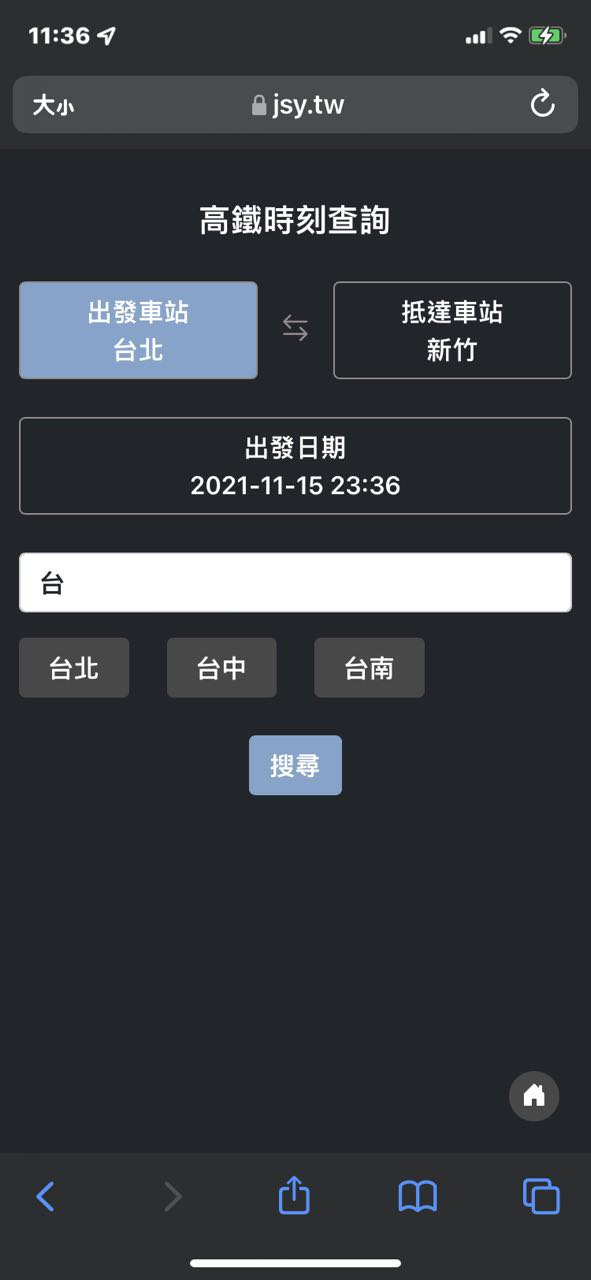 11:36
大小
jsy.tw
高鐵時刻查詢
出發車站
台北
抵達車站
新竹
出發日期
2021-11-15 23:36
台
台北
台中
台南
搜尋